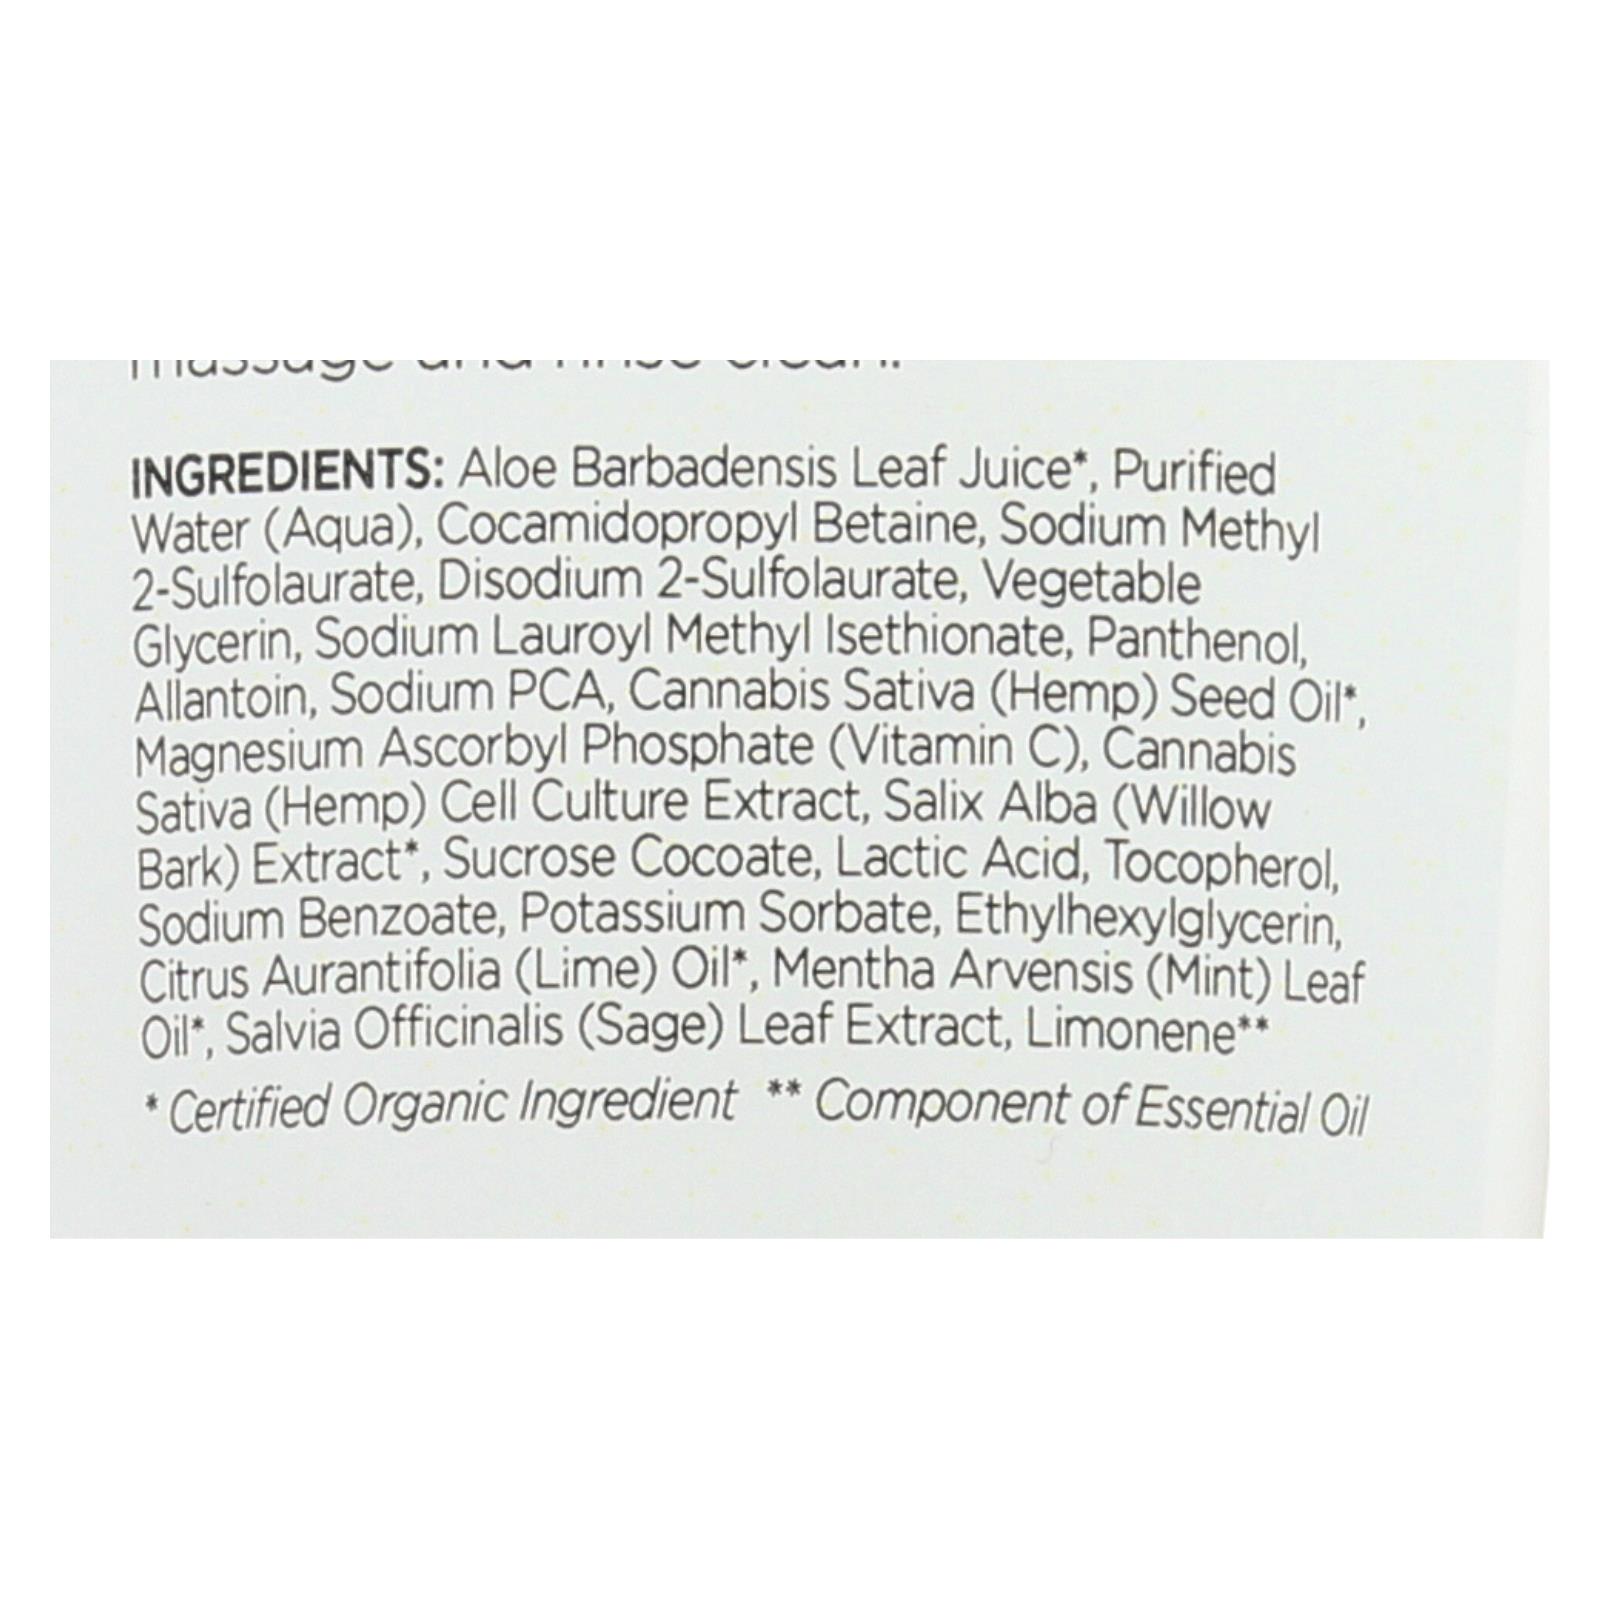 massage and rinse clean.
INGREDIENTS: Aloe Barbadensis Leaf Juice*, Purified
Water (Aqua), Cocamidopropyl Betaine, Sodium Methyl
2-Sulfolaurate, Disodium 2-Sulfolaurate, Vegetable
Glycerin, Sodium Lauroyl Methyl Isethionate, Panthenol,
Allantoin, Sodium PCA, Cannabis Sativa (Hemp) Seed Oil*,
Magnesium Ascorbyl Phosphate (Vitamin C), Cannabis
Sativa (Hemp) Cell Culture Extract, Salix Alba (Willow
Bark) Extract*, Sucrose Cocoate, Lactic Acid, Tocopherol,
Sodium Benzoate, Potassium Sorbate, Ethylhexylglycerin,
Citrus Aurantifolia (Lime) Oil*, Mentha Arvensis (Mint) Leaf
Oil*, Salvia Officinalis (Sage) Leaf Extract, Limonene**
* Certified Organic Ingredient ** Component of Essential Oil